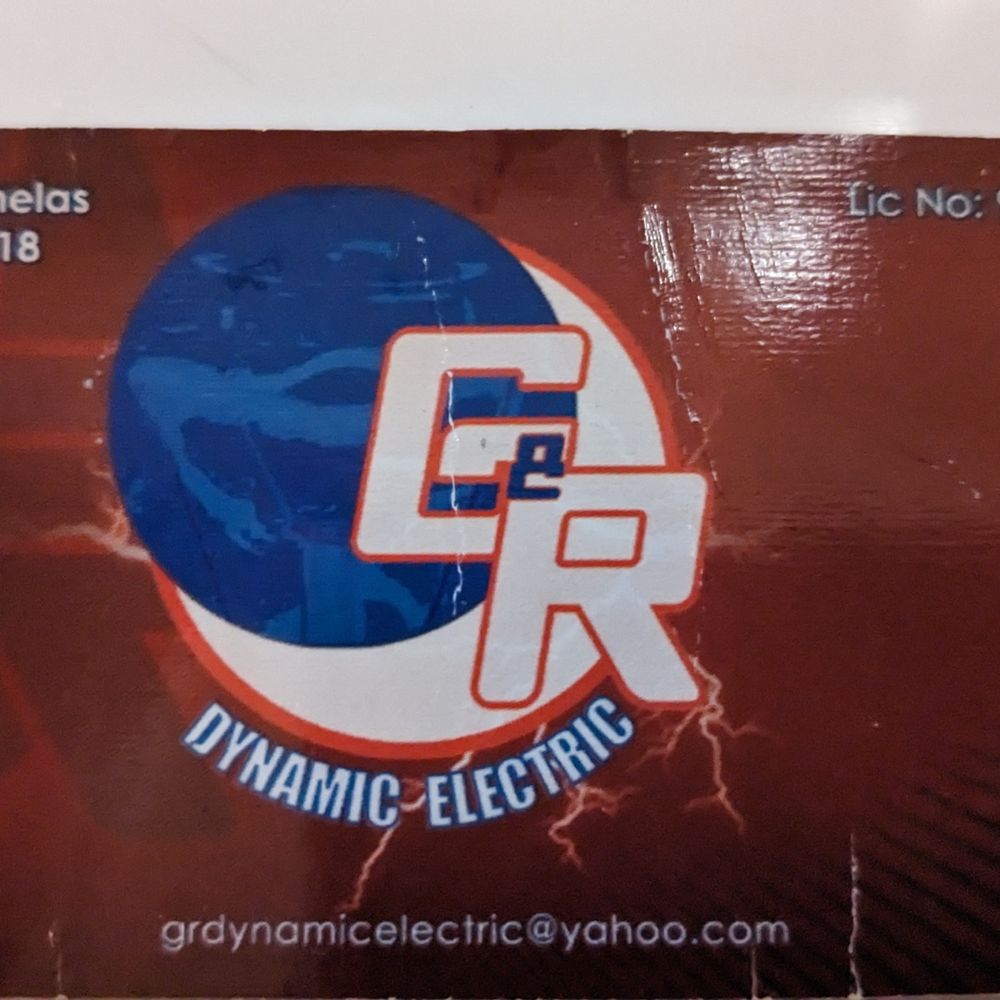 nelas
18
Lic No:
G e R
DYNAMIC ELECTRIC
grdynamicelectric@yahoo.com